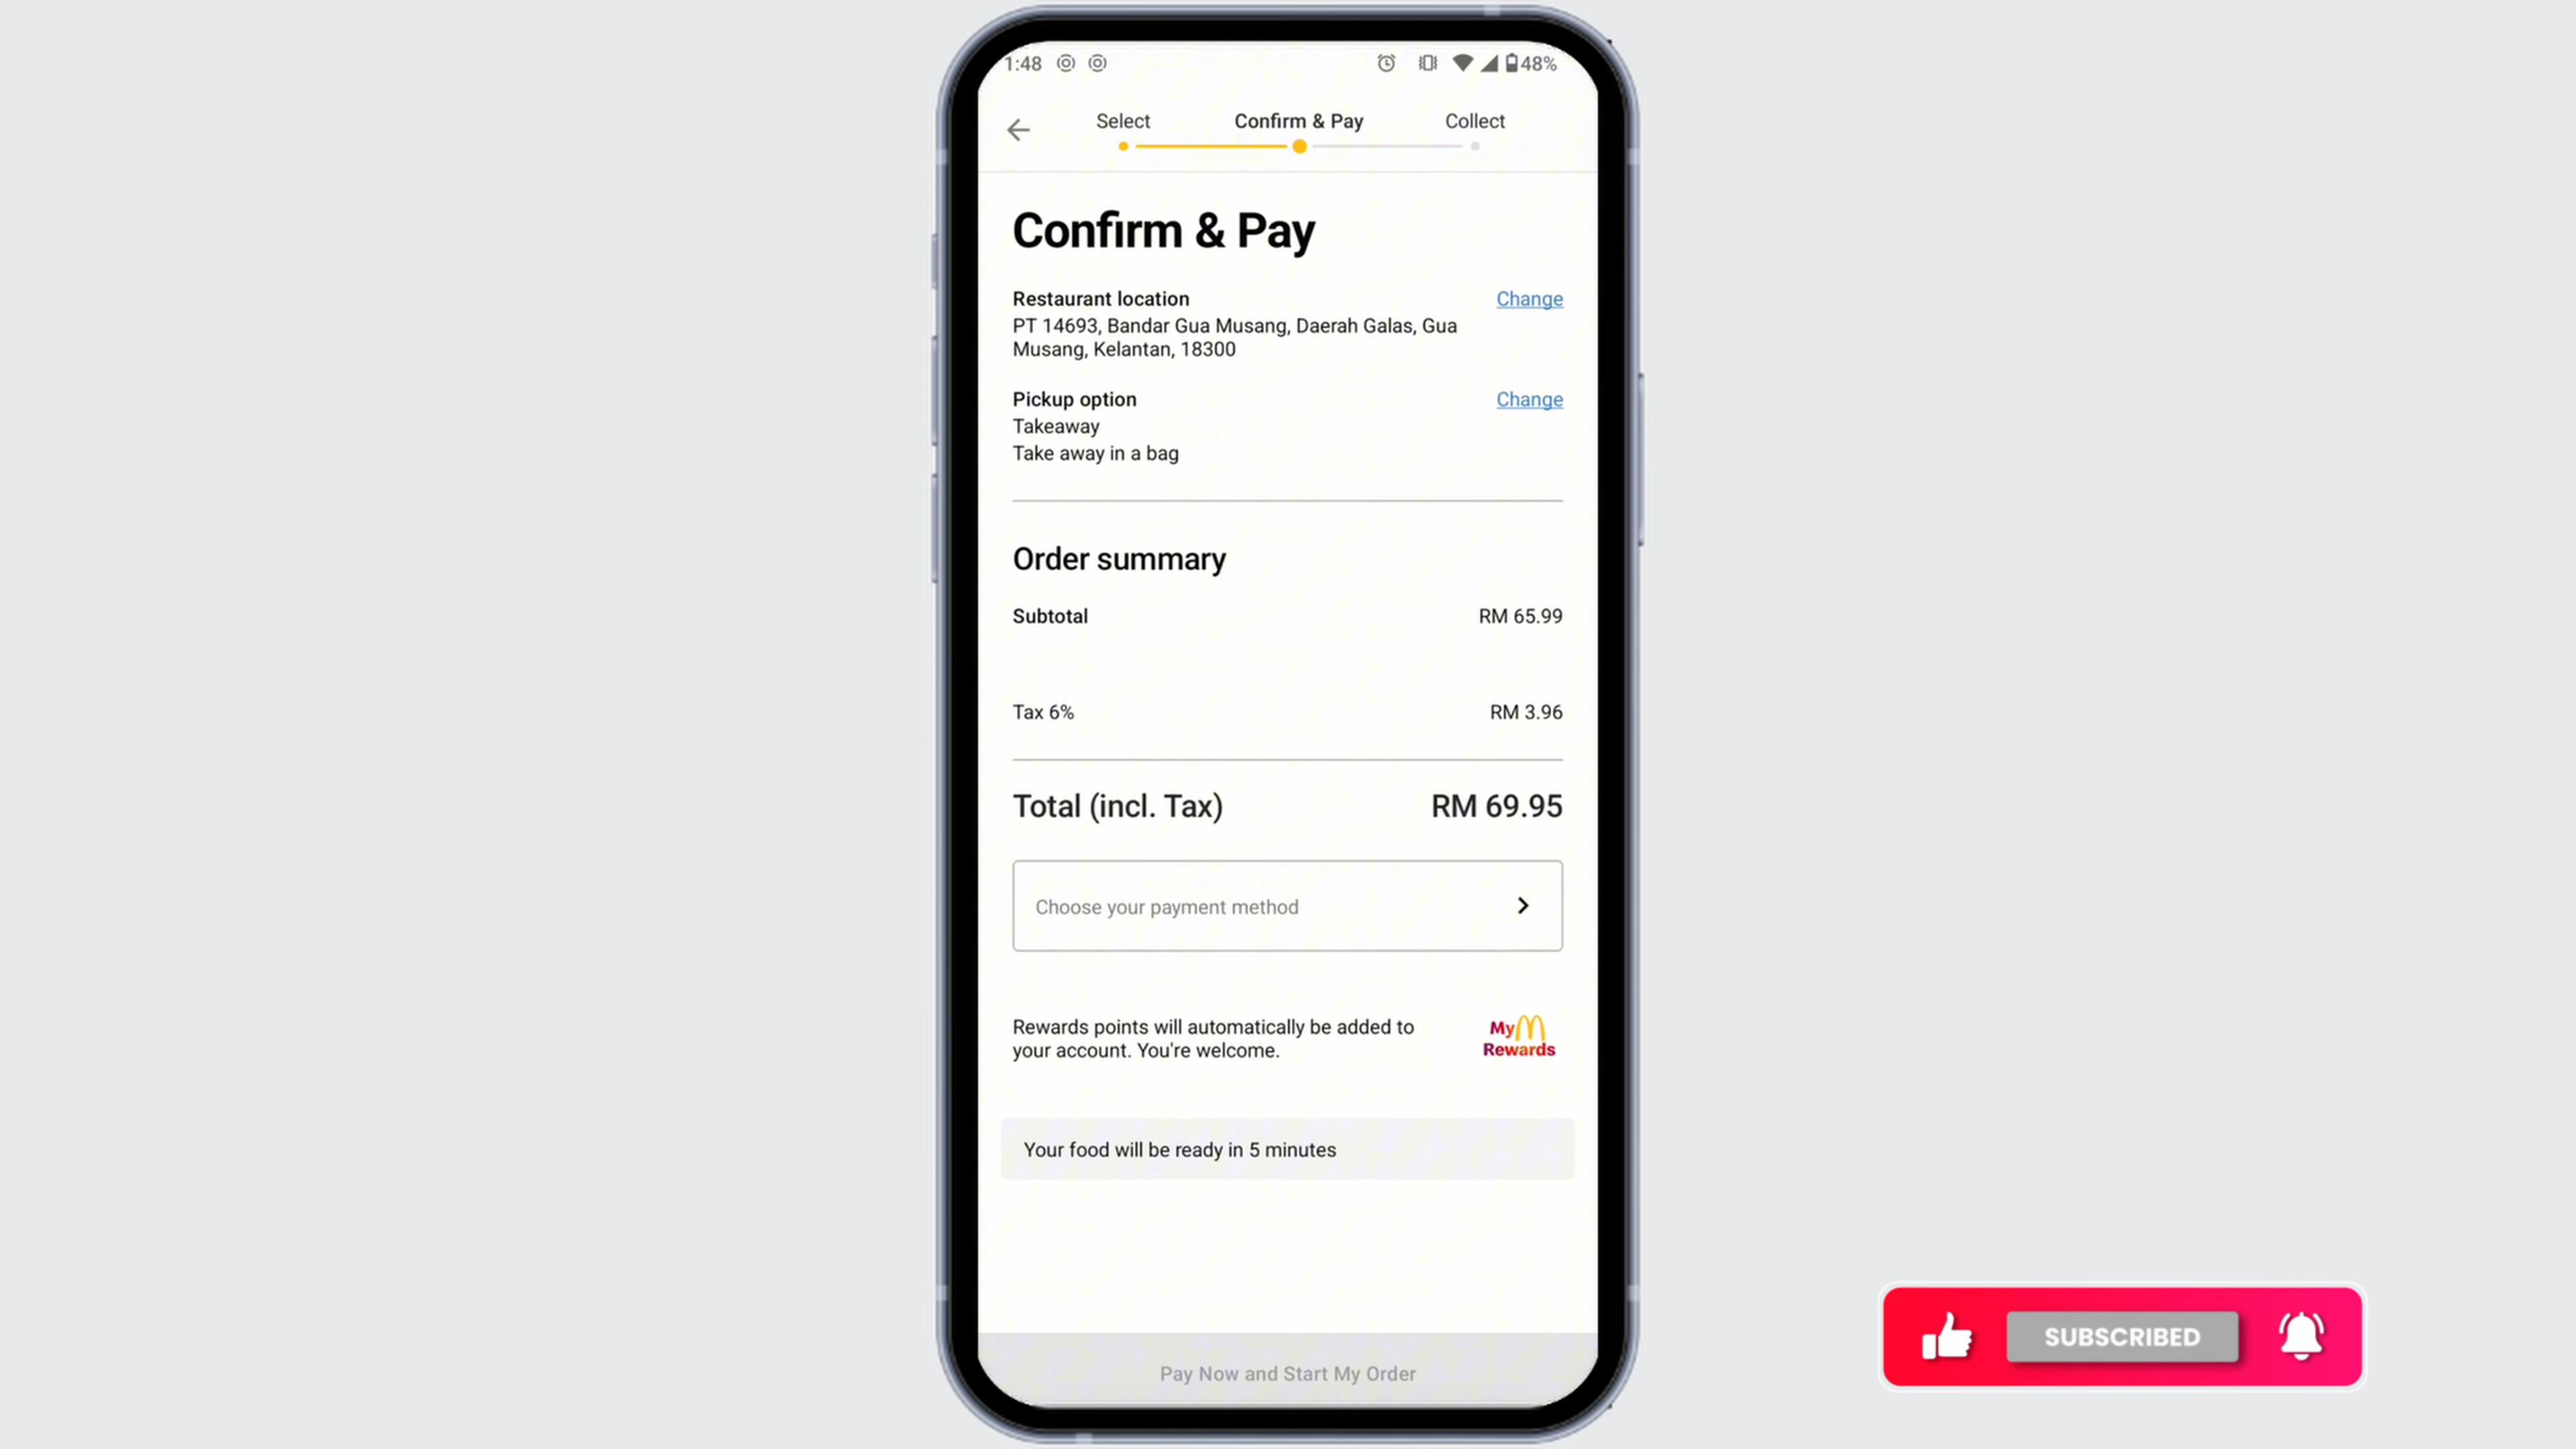 1:48
48%
Select
Confirm & Pay
Collect
Confirm & Pay
Restaurant location
Change
PT 14693, Bandar Gua Musang, Daerah Galas, Gua
Musang, Kelantan, 18300
Pickup option
Change
Takeaway
Take away in a bag
Order summary
Subtotal
RM 65.99
Tax 6%
RM 3.96
Total (incl. Tax)
RM 69.95
Choose your payment method
Rewards points will automatically be added to
your account. You're welcome.
My
Rewards
Your food will be ready in 5 minutes
Pay Now and Start My Order
SUBSCRIBED